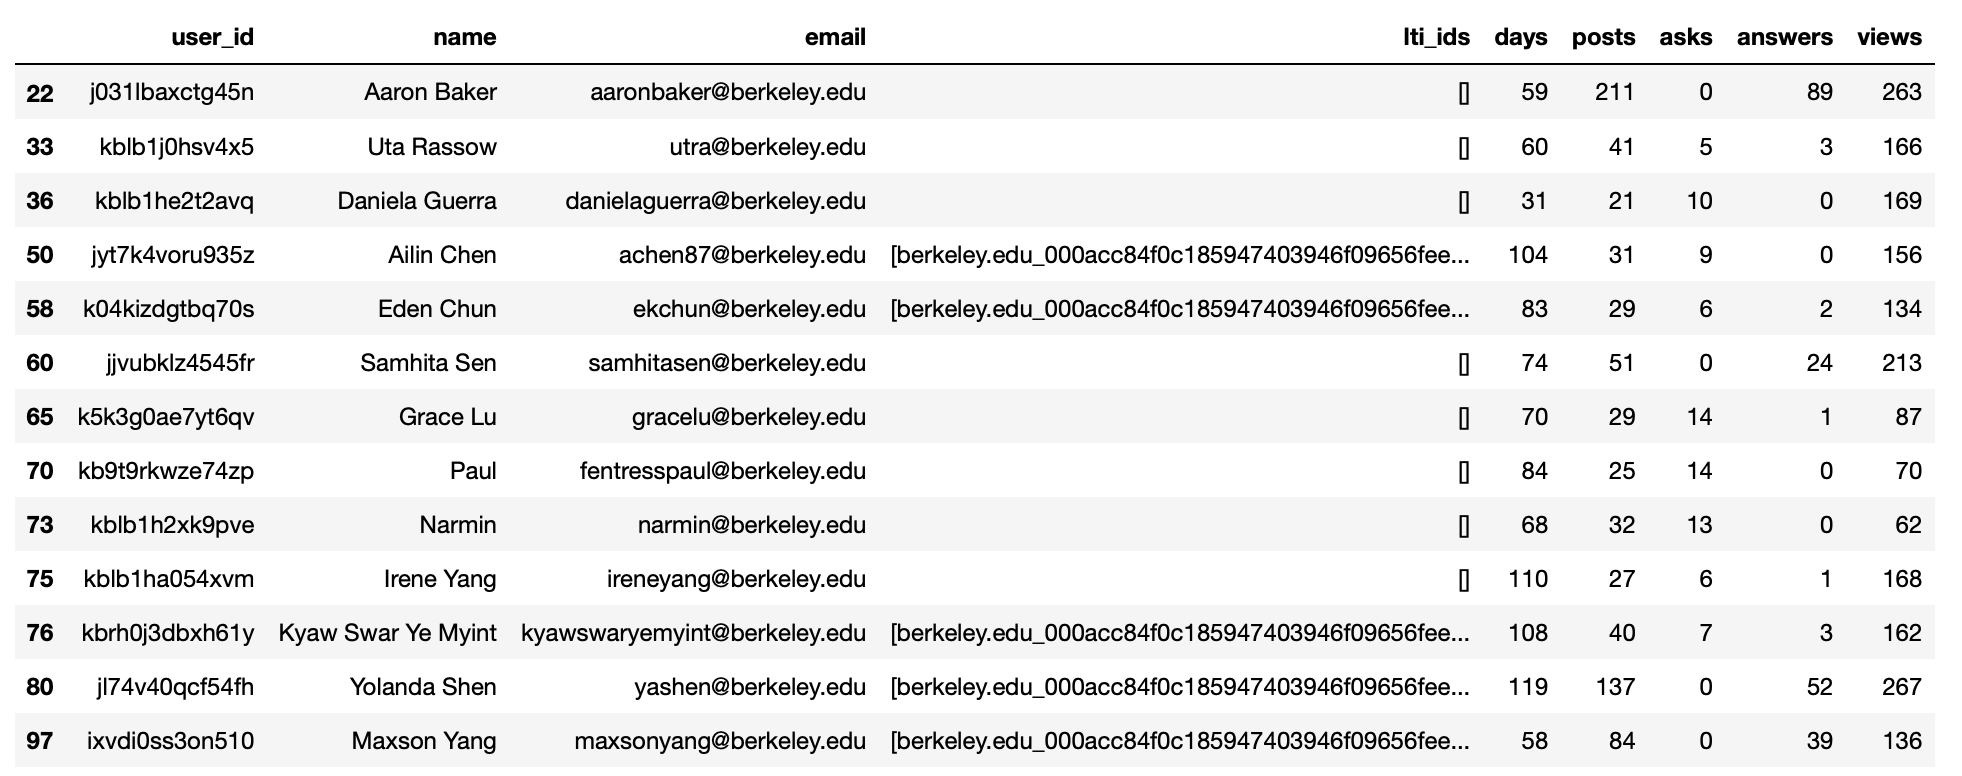 user_id name email lti_ids days posts asks answers views
22 j031lbaxctg45n Aaron Baker aaronbaker@berkeley.edu [] 59 211 0 89 263
33 kblb1j0hsv4x5 Uta Rassow utra@berkeley.edu [] 60 41 5 3 166
36 kblb1he2t2avq Daniela Guerra danielaguerra@berkeley.edu [] 31 21 10 0 169
50 jyt7k4voru935z Ailin Chen achen87@berkeley.edu [berkeley.edu_000acc84f0c185947403946f09656fee... 104 31 9 0 156
58 k04kizdgtbq70s Eden Chun ekchun@berkeley.edu [berkeley.edu_000acc84f0c185947403946f09656fee... 83 29 6 2 134
60 jjvubklz4545fr Samhita Sen samhitasen@berkeley.edu [] 74 51 0 24 213
65 k5k3g0ae7yt6qv Grace Lu gracelu@berkeley.edu [] 70 29 14 1 87
70 kb9t9rkwze74zp Paul fentresspaul@berkeley.edu [] 84 25 14 0 70
73 kblb1h2xk9pve Narmin narmin@berkeley.edu [] 68 32 13 0 62
75 kblb1ha054xvm Irene Yang ireneyang@berkeley.edu [] 110 27 6 1 168
76 kbrh0j3dbxh61y Kyaw Swar Ye Myint kyawswaryemyint@berkeley.edu [berkeley.edu_000acc84f0c185947403946f09656fee... 108 40 7 3 162
80 jl74v40qcf54fh Yolanda Shen yashen@berkeley.edu [berkeley.edu_000acc84f0c185947403946f09656fee... 119 137 0 52 267
97 ixvdi0ss3on510 Maxson Yang maxsonyang@berkeley.edu [berkeley.edu_000acc84f0c185947403946f09656fee... 58 84 0 39 136